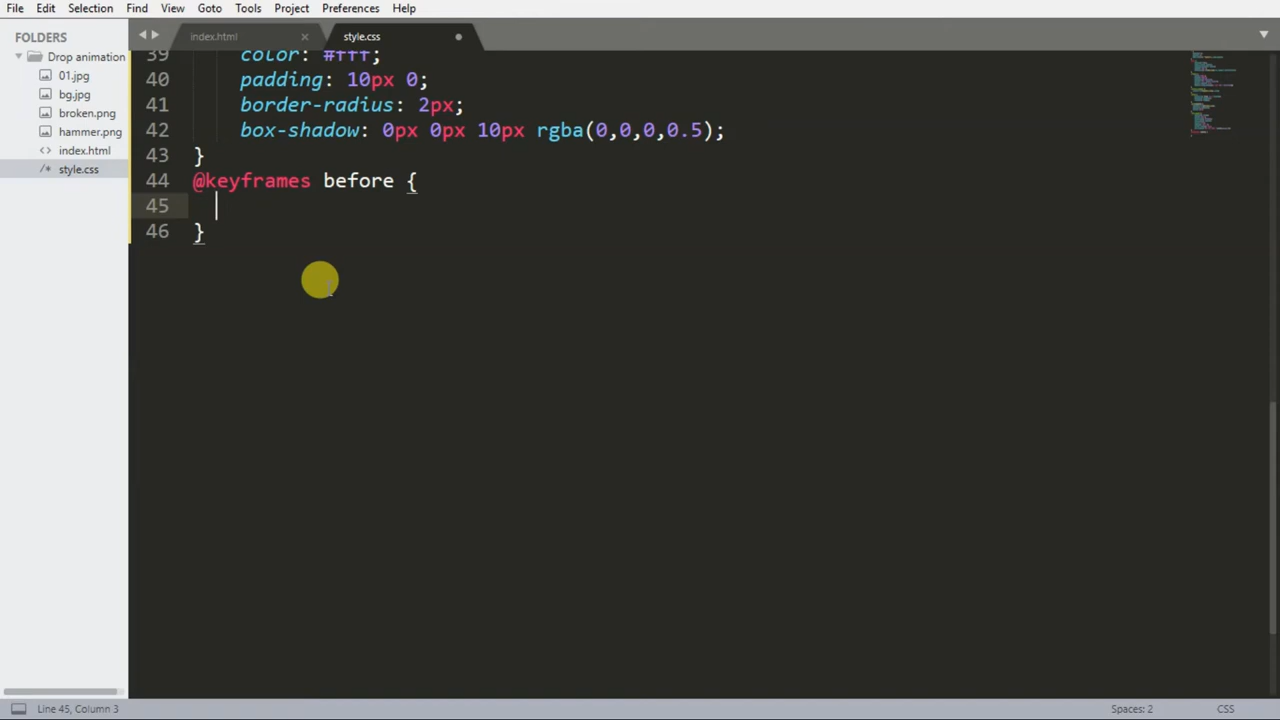 File Edit Selection Find View Goto Tools Project Preferences Help
FOLDERS
Drop animation
01.jpg
bg.jpg
broken.png
hammer.png
<> index.html
/* style.css
index.html ×
style.css
39 color: #fff;
40 padding: 10px 0;
41 border-radius: 2px;
42 box-shadow: 0px 0px 10px rgba(0,0,0,0.5);
43 }
44 @keyframes before {
45
46 }
Line 45, Column 3
Spaces: 2
CSS